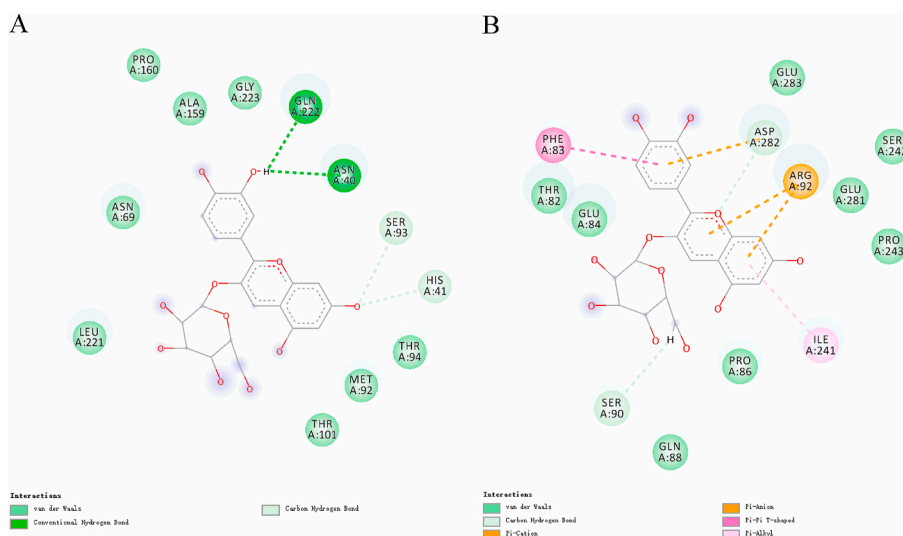 A
PRO
A:160
ALA
A:159
GLY
A:223
GLN
A:222
ASN
A:40
ASN
A:69
SER
A:93
HIS
A:41
LEU
A:221
THR
A:94
MET
A:92
THR
A:101
O
O
H
O
O
O
O
O
O
O
O
O
Interactions
van der Waals
Conventional Hydrogen Bond
Carbon Hydrogen Bond
B
GLU
A:283
PHE
A:83
ASP
A:282
SER
A:242
THR
A:82
GLU
A:84
ARG
A:92
GLU
A:281
PRO
A:243
ILE
A:241
PRO
A:86
SER
A:90
GLN
A:88
O
O
O
O
O
O
O
O
O
O
H
O
Interactions
van der Waals
Carbon Hydrogen Bond
Pi-Cation
Pi-Anion
Pi-Pi T-shaped
Pi-Alkyl